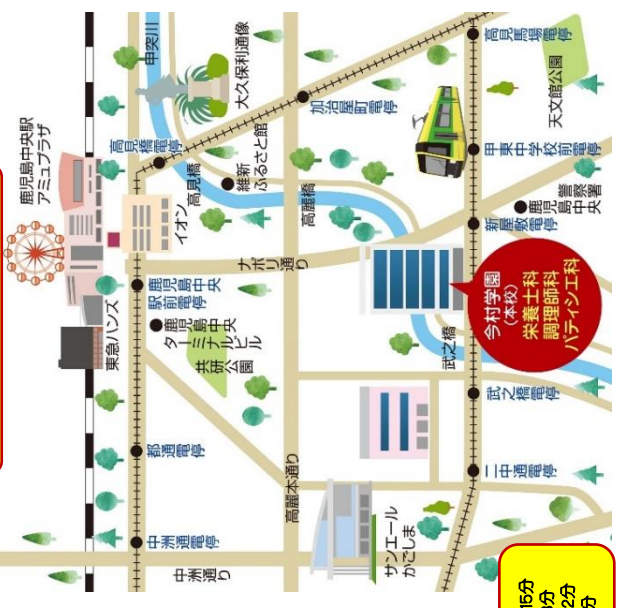 鹿児島中央駅
アミュプラザ
東急ハンズ
甲突川
大久保利通像
高見橋電停
高見橋
イオン
維新
ふるさと館
加治屋町電停
高見馬場電停
天文館公園
甲東中学校前電停
鹿児島中央
警察署
新屋敷電停
高麗橋
ナポリ通り
鹿児島中央
駅前電停
鹿児島中央
ターミナルビル
共研公園
都通電停
中洲通電停
中洲通り
高麗本通り
サンエール
かごしま
武之橋
武之橋電停
二中通電停
今村学園
(本校)
栄養士科
調理師科
パティシエ科
15分
分
2分
分